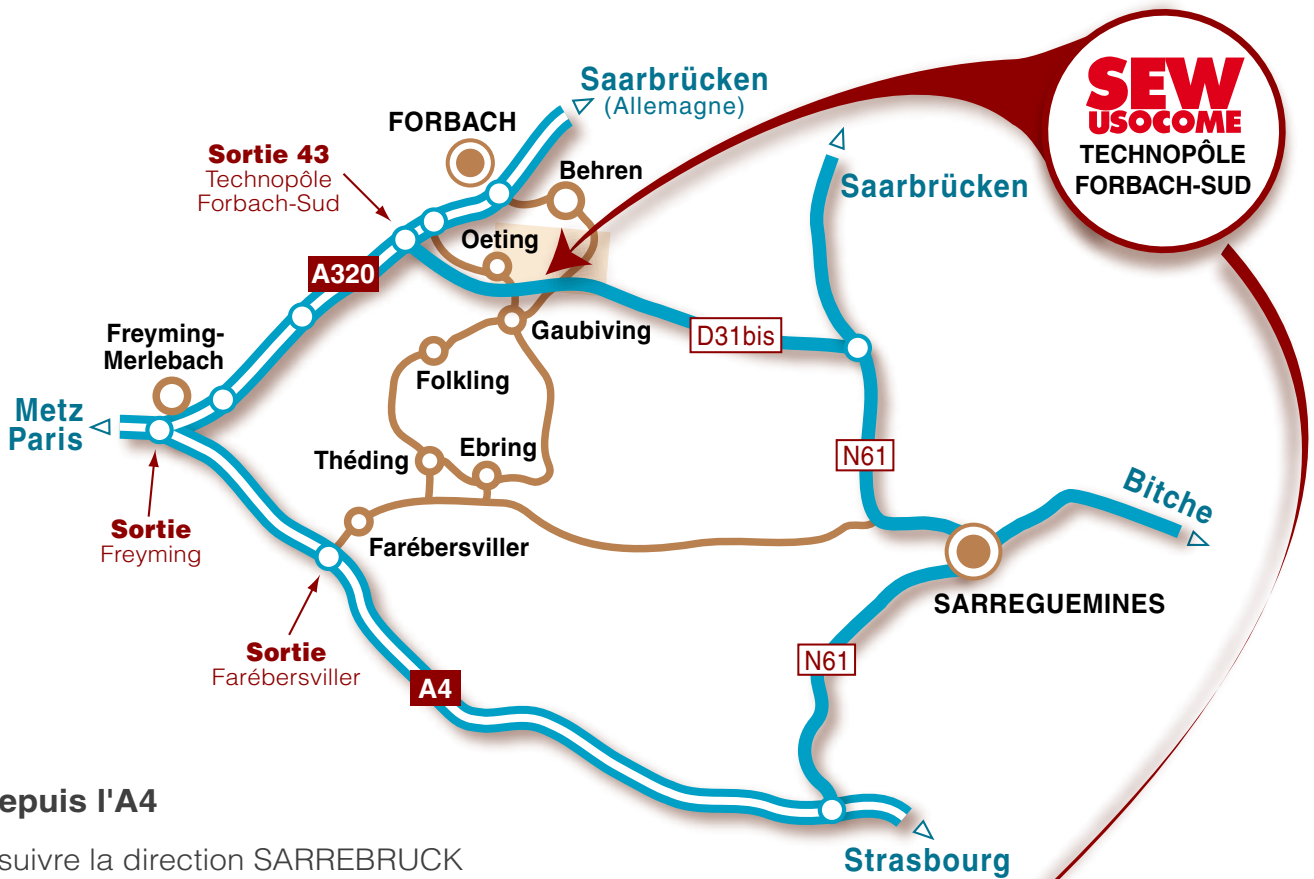 Saarbrücken
(Allemagne)
SEW
USOCOME
TECHNOPÔLE
FORBACH-SUD
FORBACH
Sortie 43
Technopôle
Forbach-Sud
Behren
Saarbrücken
Oeting
A320
Freyming-
Merlebach
Gaubiving
D31bis
Folkling
Metz
Paris
Théding
Ebring
N61
Bitche
Sortie
Freyming
Farébersviller
SARREGUEMINES
Sortie
Farébersviller
N61
A4
epuis l'A4
suivre la direction SARREBRUCK
Strasbourg